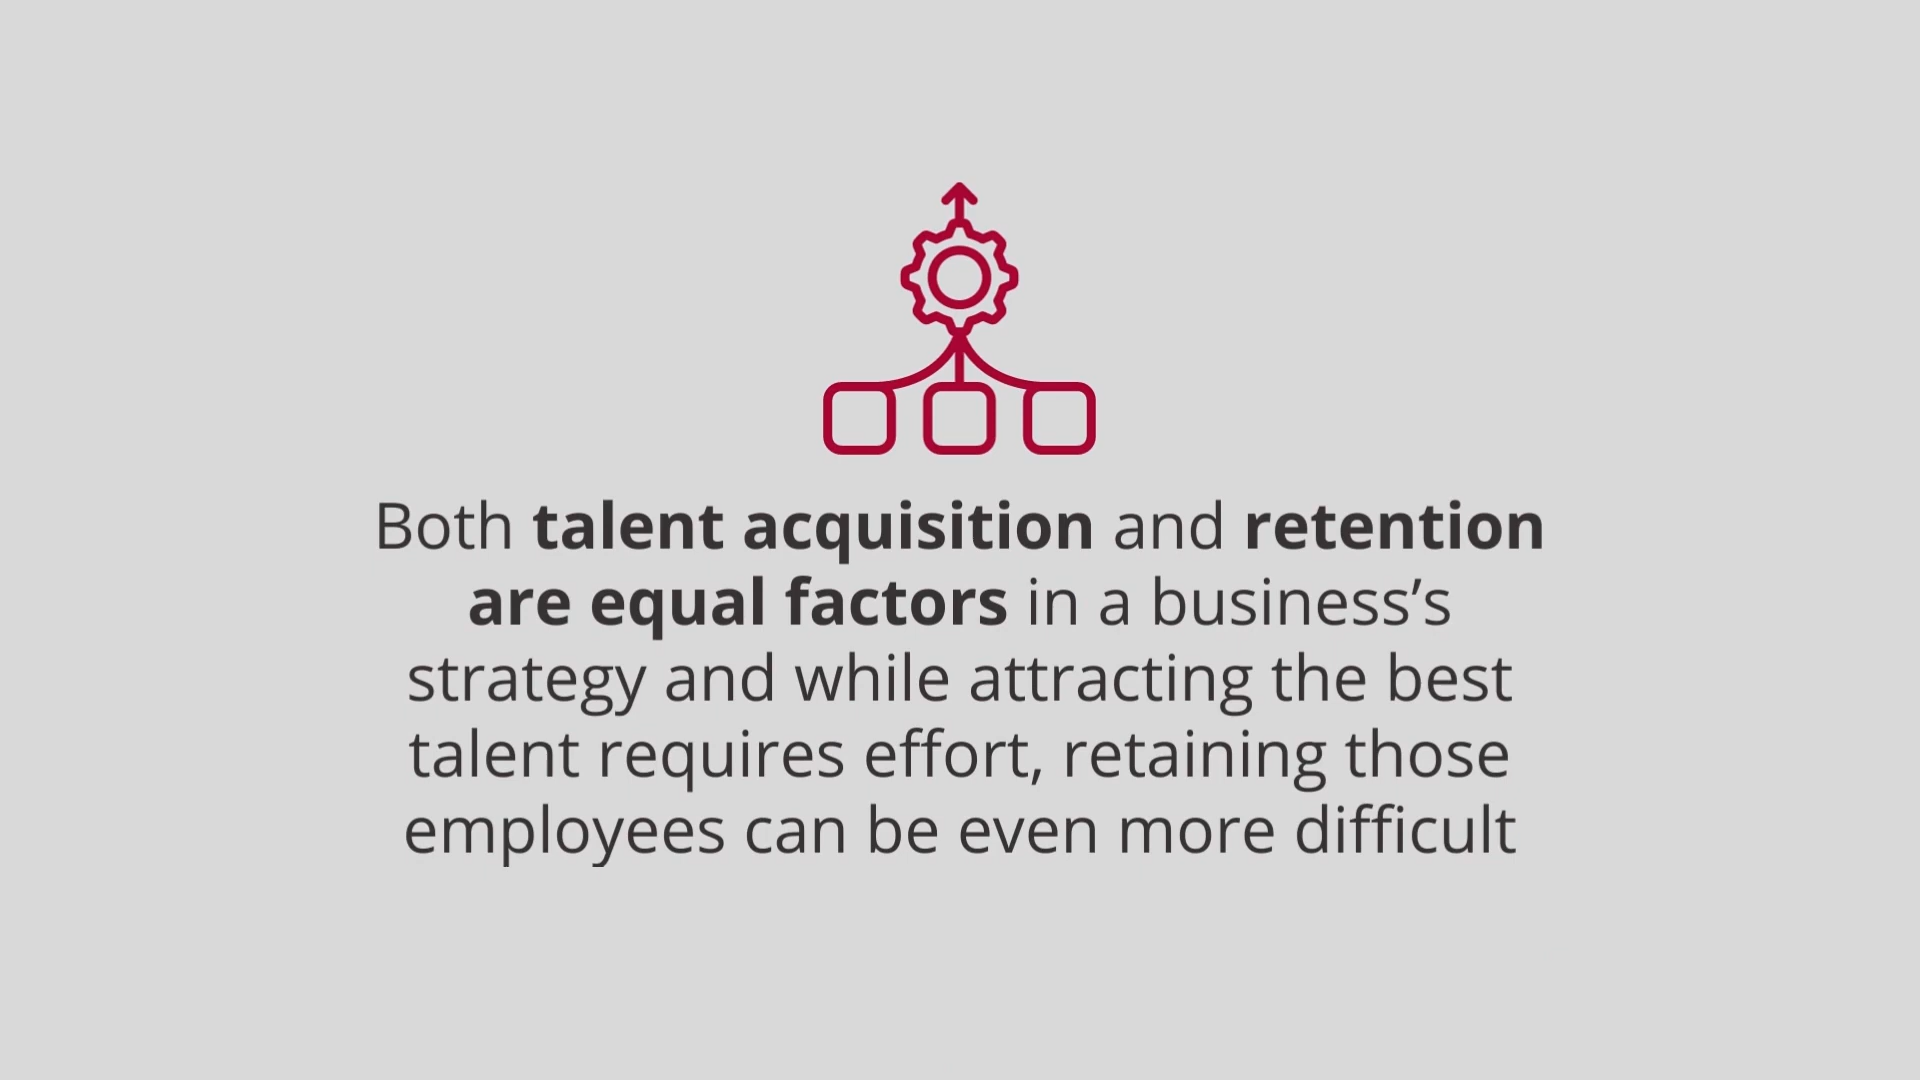 Both talent acquisition and retention
are equal factors in a business’s
strategy and while attracting the best
talent requires effort, retaining those
employees can be even more difficult